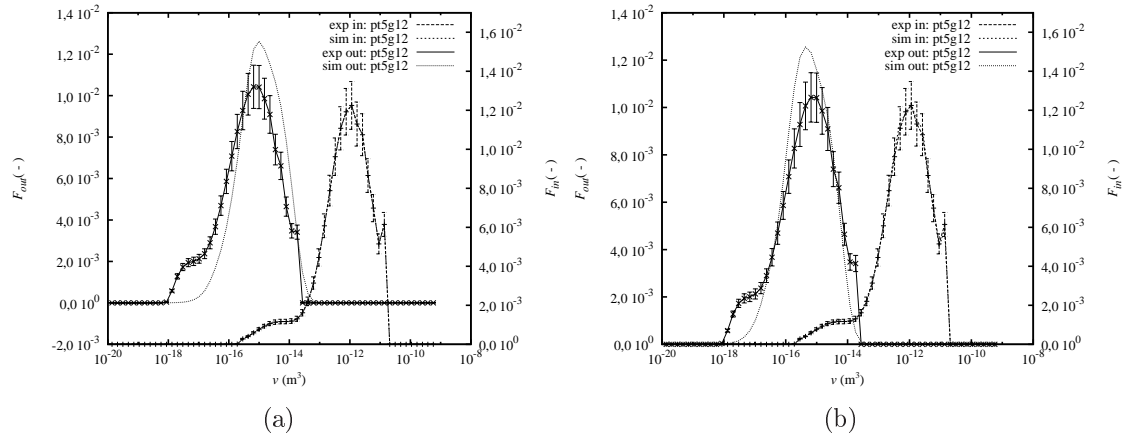 1,4 10⁻²
1,2 10⁻²
1,0 10⁻²
8,0 10⁻³
6,0 10⁻³
4,0 10⁻³
2,0 10⁻³
0,0 10⁰
-2,0 10⁻³
F_out( - )
exp in: pt5g12
sim in: pt5g12
exp out: pt5g12
sim out: pt5g12
1,6 10⁻²
1,4 10⁻²
1,2 10⁻²
1,0 10⁻²
8,0 10⁻³
6,0 10⁻³
4,0 10⁻³
2,0 10⁻³
0,0 10⁰
F_in( - )
10⁻²⁰ 10⁻¹⁸ 10⁻¹⁶ 10⁻¹⁴ 10⁻¹² 10⁻¹⁰ 10⁻⁸
v (m³)
(a)
1,4 10⁻²
1,2 10⁻²
1,0 10⁻²
8,0 10⁻³
6,0 10⁻³
4,0 10⁻³
2,0 10⁻³
0,0 10⁰
F_out( - )
exp in: pt5g12
sim in: pt5g12
exp out: pt5g12
sim out: pt5g12
1,6 10⁻²
1,4 10⁻²
1,2 10⁻²
1,0 10⁻²
8,0 10⁻³
6,0 10⁻³
4,0 10⁻³
2,0 10⁻³
0,0 10⁰
F_in( - )
10⁻²⁰ 10⁻¹⁸ 10⁻¹⁶ 10⁻¹⁴ 10⁻¹² 10⁻¹⁰ 10⁻⁸
v (m³)
(b)